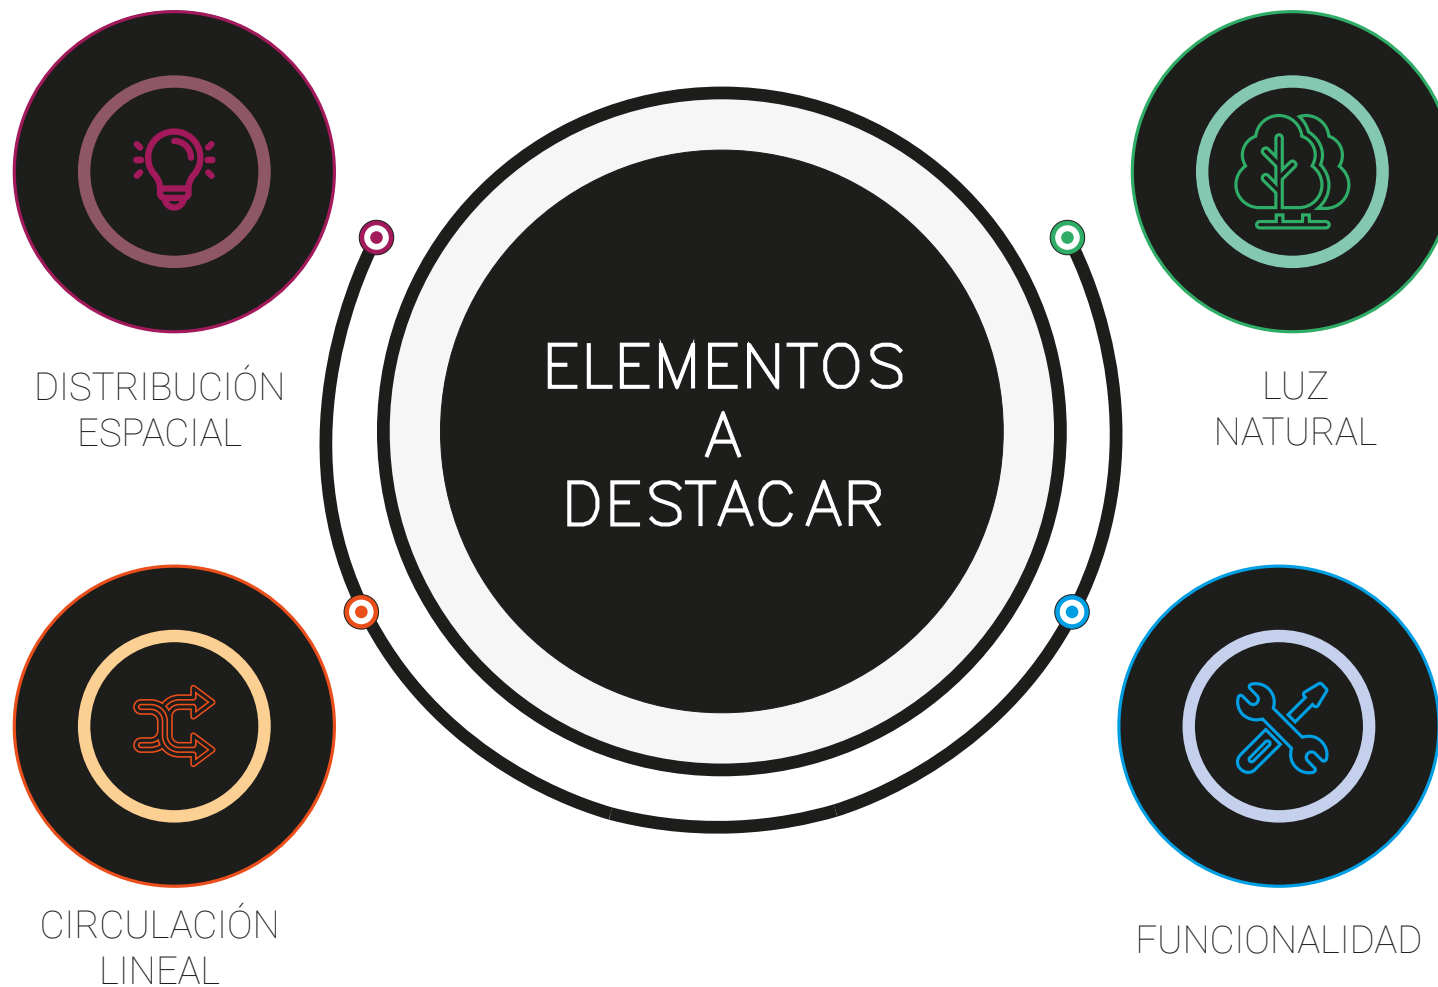 DISTRIBUCIÓN
ESPACIAL
ELEMENTOS
A
DESTACAR
LUZ
NATURAL
CIRCULACIÓN
LINEAL
FUNCIONALIDAD